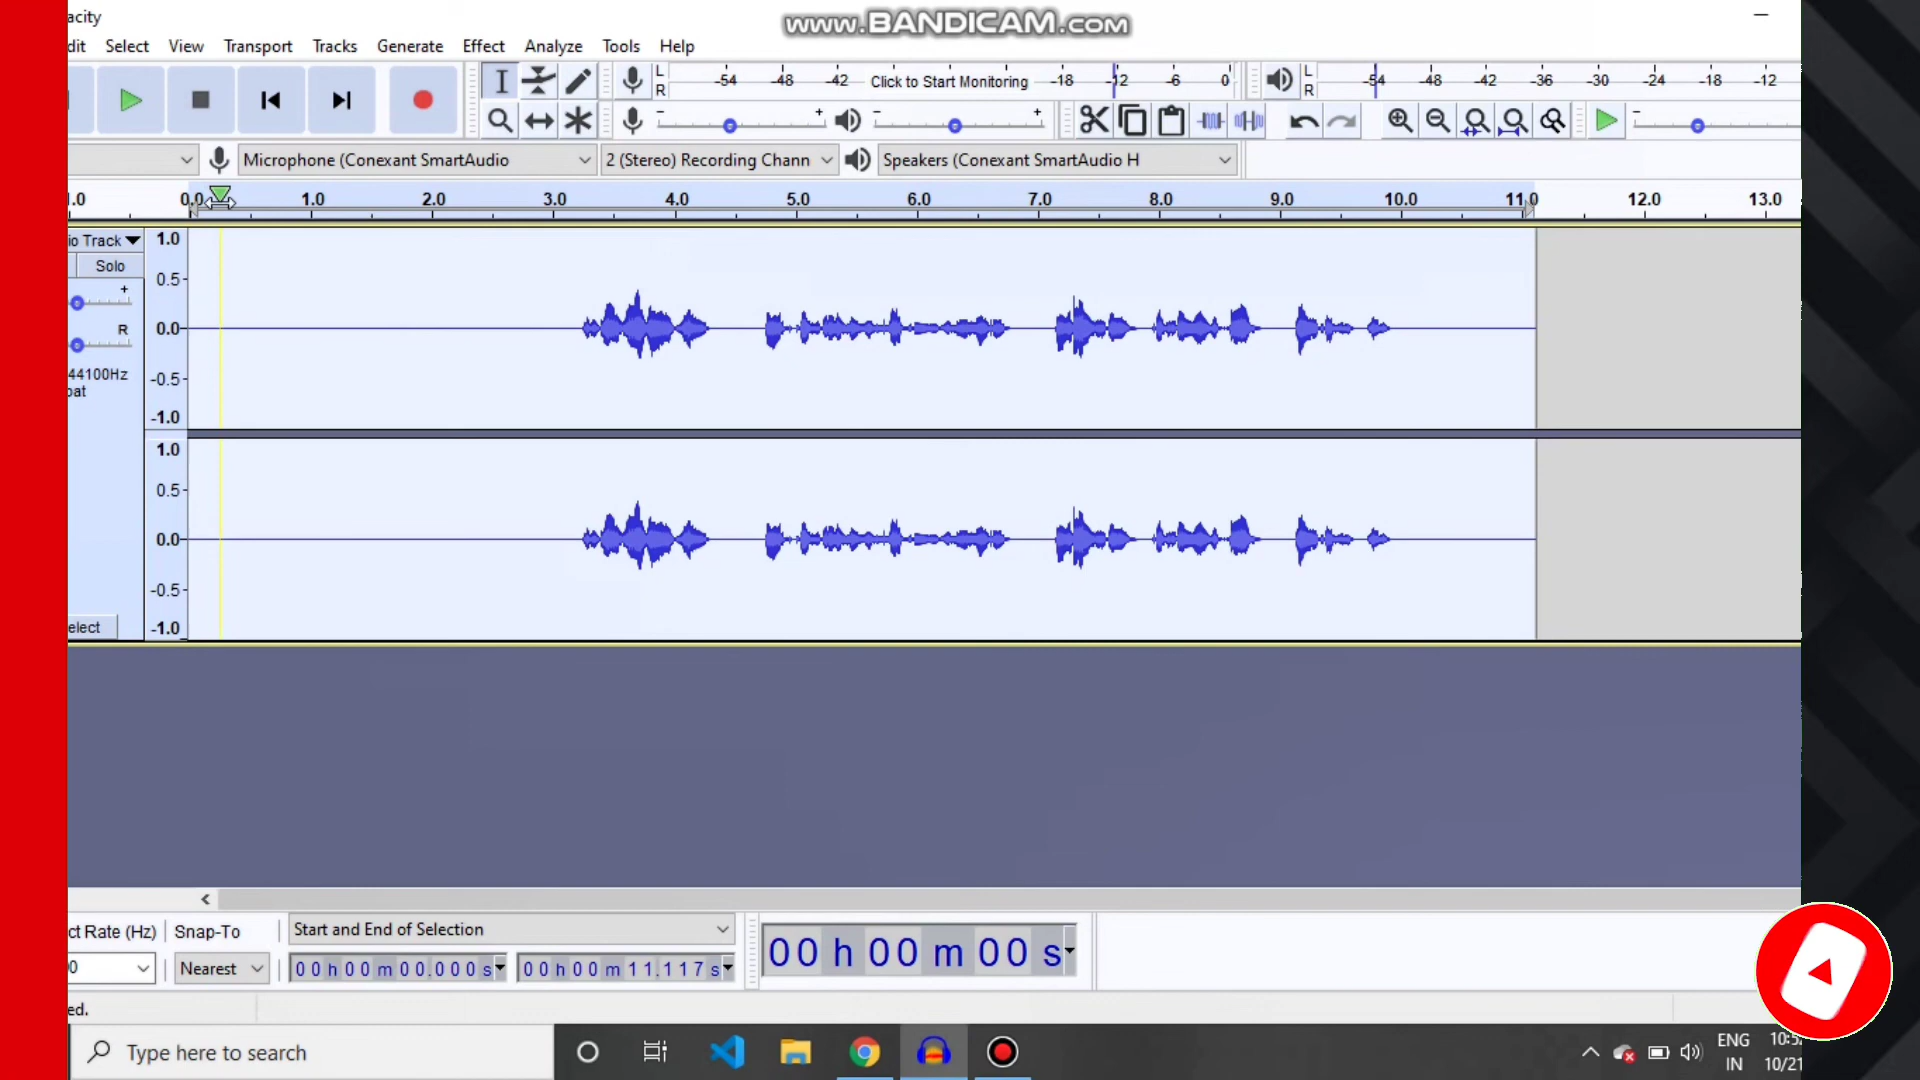 acity
www.BANDICAM.com
dit Select View Transport Tracks Generate Effect Analyze Tools Help
L R -54 -48 -42 Click to Start Monitoring -18 -12 -6 0 L R -54 -48 -42 -36 -30 -24 -18 -12
- + - +
Microphone (Conexant SmartAudio 2 (Stereo) Recording Chann Speakers (Conexant SmartAudio H
1.0 0.0 1.0 2.0 3.0 4.0 5.0 6.0 7.0 8.0 9.0 10.0 11.0 12.0 13.0
io Track 1.0
Solo
0.5
+
R 0.0
44100Hz -0.5
oat
-1.0
1.0
0.5
0.0
-0.5
elect -1.0
ct Rate (Hz) Snap-To Start and End of Selection
0 Nearest 00h00m00.000s 00h00m11.117s 00h00m00s
ed.
Type here to search
ENG 10:5
IN 10/21